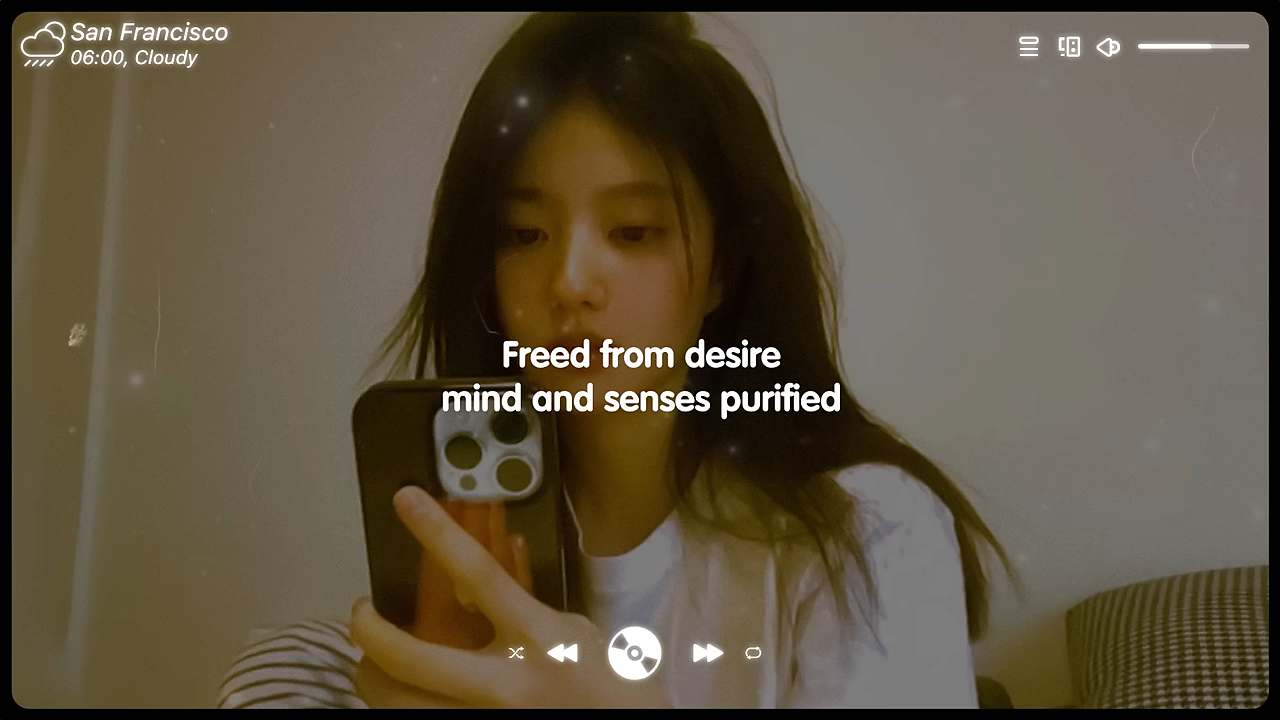 San Francisco
06:00, Cloudy
Freed from desire
mind and senses purified